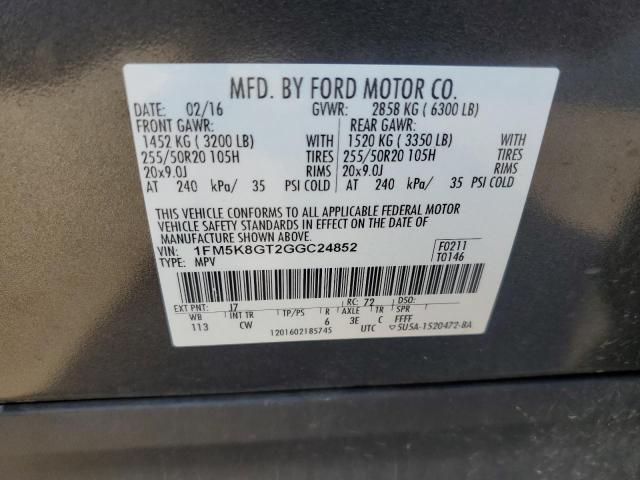 MFD. BY FORD MOTOR CO.
DATE: 02/16 GVWR: 2858 KG ( 6300 LB)
FRONT GAWR: REAR GAWR:
1452 KG ( 3200 LB) WITH 1520 KG ( 3350 LB) WITH
255/50R20 105H TIRES 255/50R20 105H TIRES
20x9.0J RIMS 20x9.0J RIMS
AT 240 kPa/ 35 PSI COLD AT 240 kPa/ 35 PSI COLD
THIS VEHICLE CONFORMS TO ALL APPLICABLE FEDERAL MOTOR
VEHICLE SAFETY STANDARDS IN EFFECT ON THE DATE OF
MANUFACTURE SHOWN ABOVE.
VIN: 1FM5K8GT2GGC24852 F0211
TYPE: MPV T0146
EXT PNT: J7 RC: 72 DSO:
WB INT TR TP/PS R AXLE TR SPR
113 CW 6 3E C FFFF
1201602185745 UTC 5U5A-1520472-BA